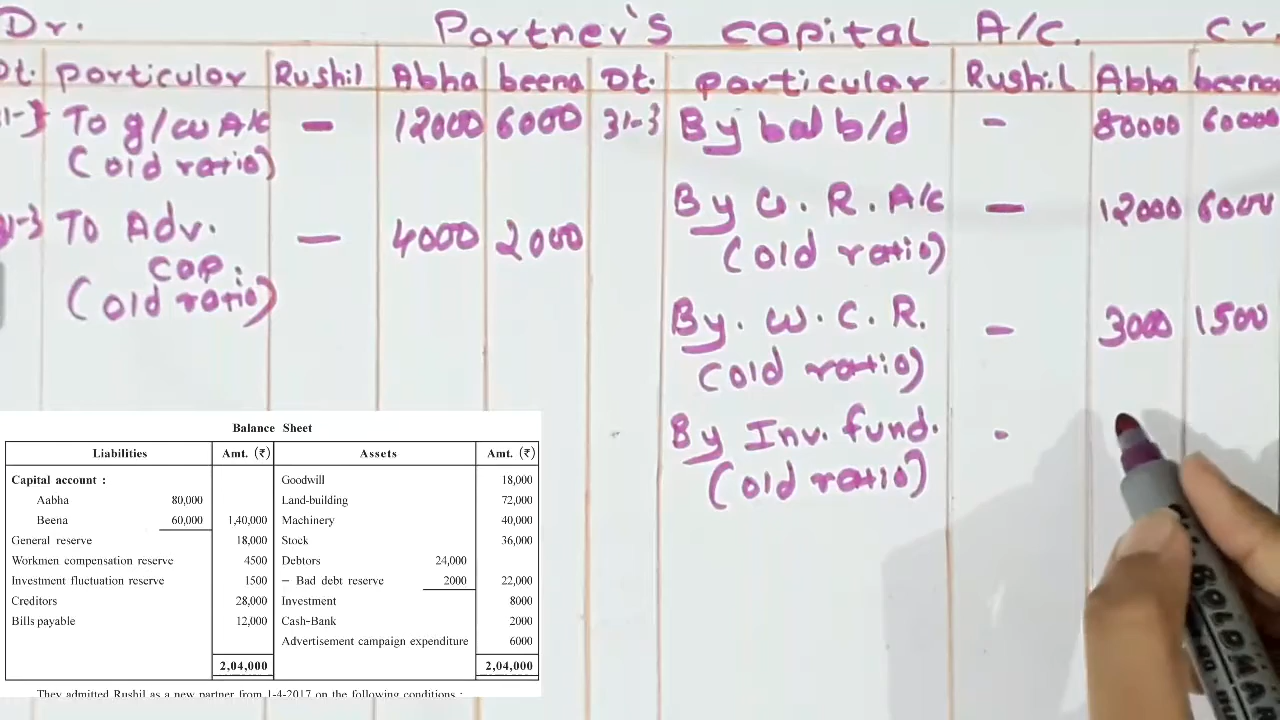 Dr. Partner's Capital A/c. Cr.
Dt. Particular Rushil Abha beena Dt. particular Rushil Abha beena
31-3 To g/w A/c - 12000 6000 31-3 By bal b/d - 80000 60000
(old ratio)
By G. R. A/c - 12000 6000
31-3 To Adv. - 4000 2000
(old ratio)
cap.
(old ratio)
By. W. C. R. - 3000 1500
(old ratio)
By Inv. fund. -
(old ratio)
Balance Sheet
Liabilities Amt. (₹) Assets Amt. (₹)
Capital account : Goodwill 18,000
Aabha 80,000 Land-building 72,000
Beena 60,000 1,40,000 Machinery 40,000
General reserve 18,000 Stock 36,000
Workmen compensation reserve 4500 Debtors 24,000
Investment fluctuation reserve 1500 – Bad debt reserve 2000 22,000
Creditors 28,000 Investment 8000
Bills payable 12,000 Cash-Bank 2000
Advertisement campaign expenditure 6000
2,04,000 2,04,000
They admitted Rushil as a new partner from 1-4-2017 on the following conditions :